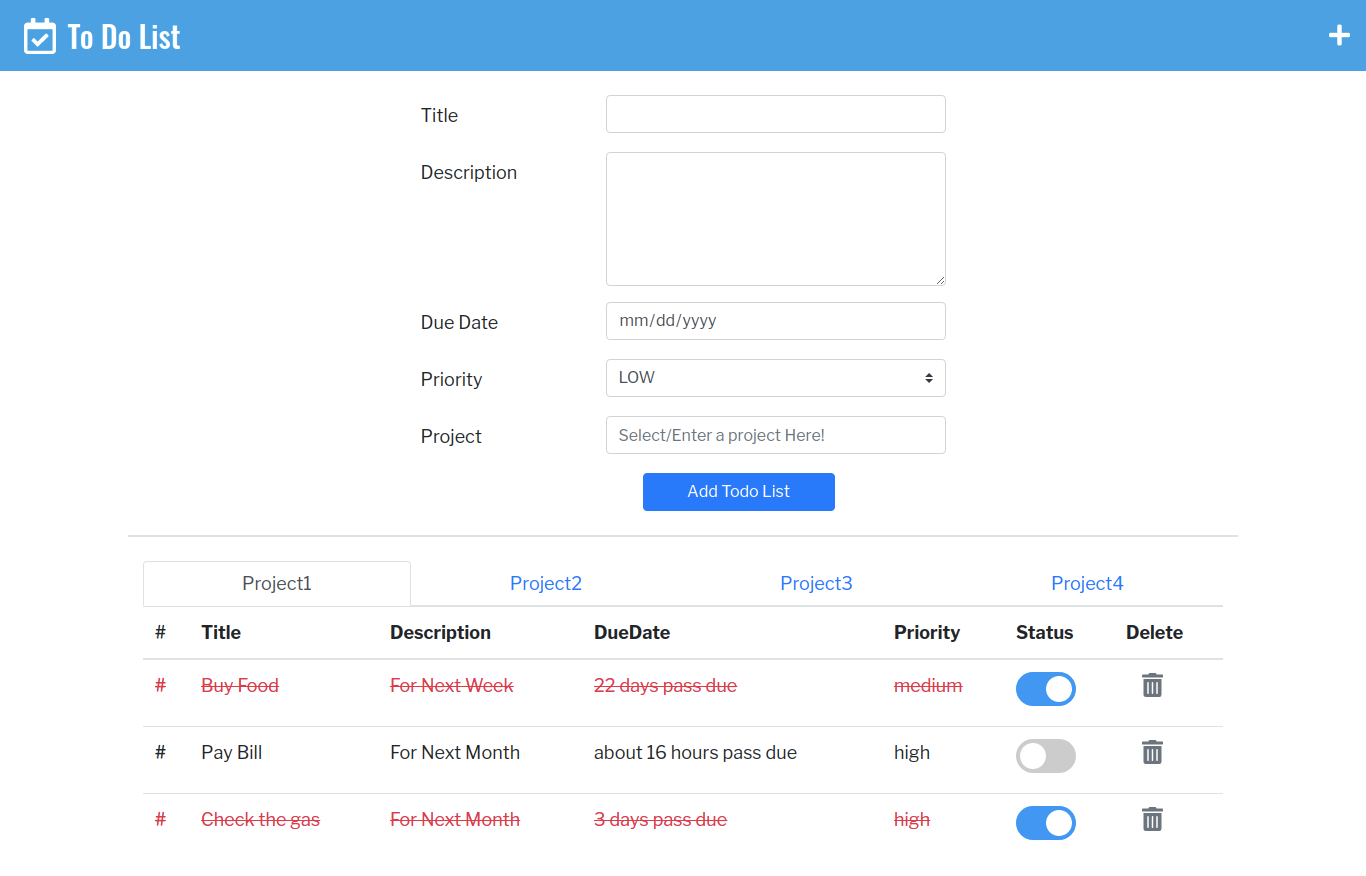 To Do List
Title
Description
Due Date mm/dd/yyyy
Priority LOW
Project Select/Enter a project Here!
Add Todo List
Project1 Project2 Project3 Project4
# Title Description DueDate Priority Status Delete
# Buy Food For Next Week 22 days pass due medium
# Pay Bill For Next Month about 16 hours pass due high
# Check the gas For Next Month 3 days pass due high